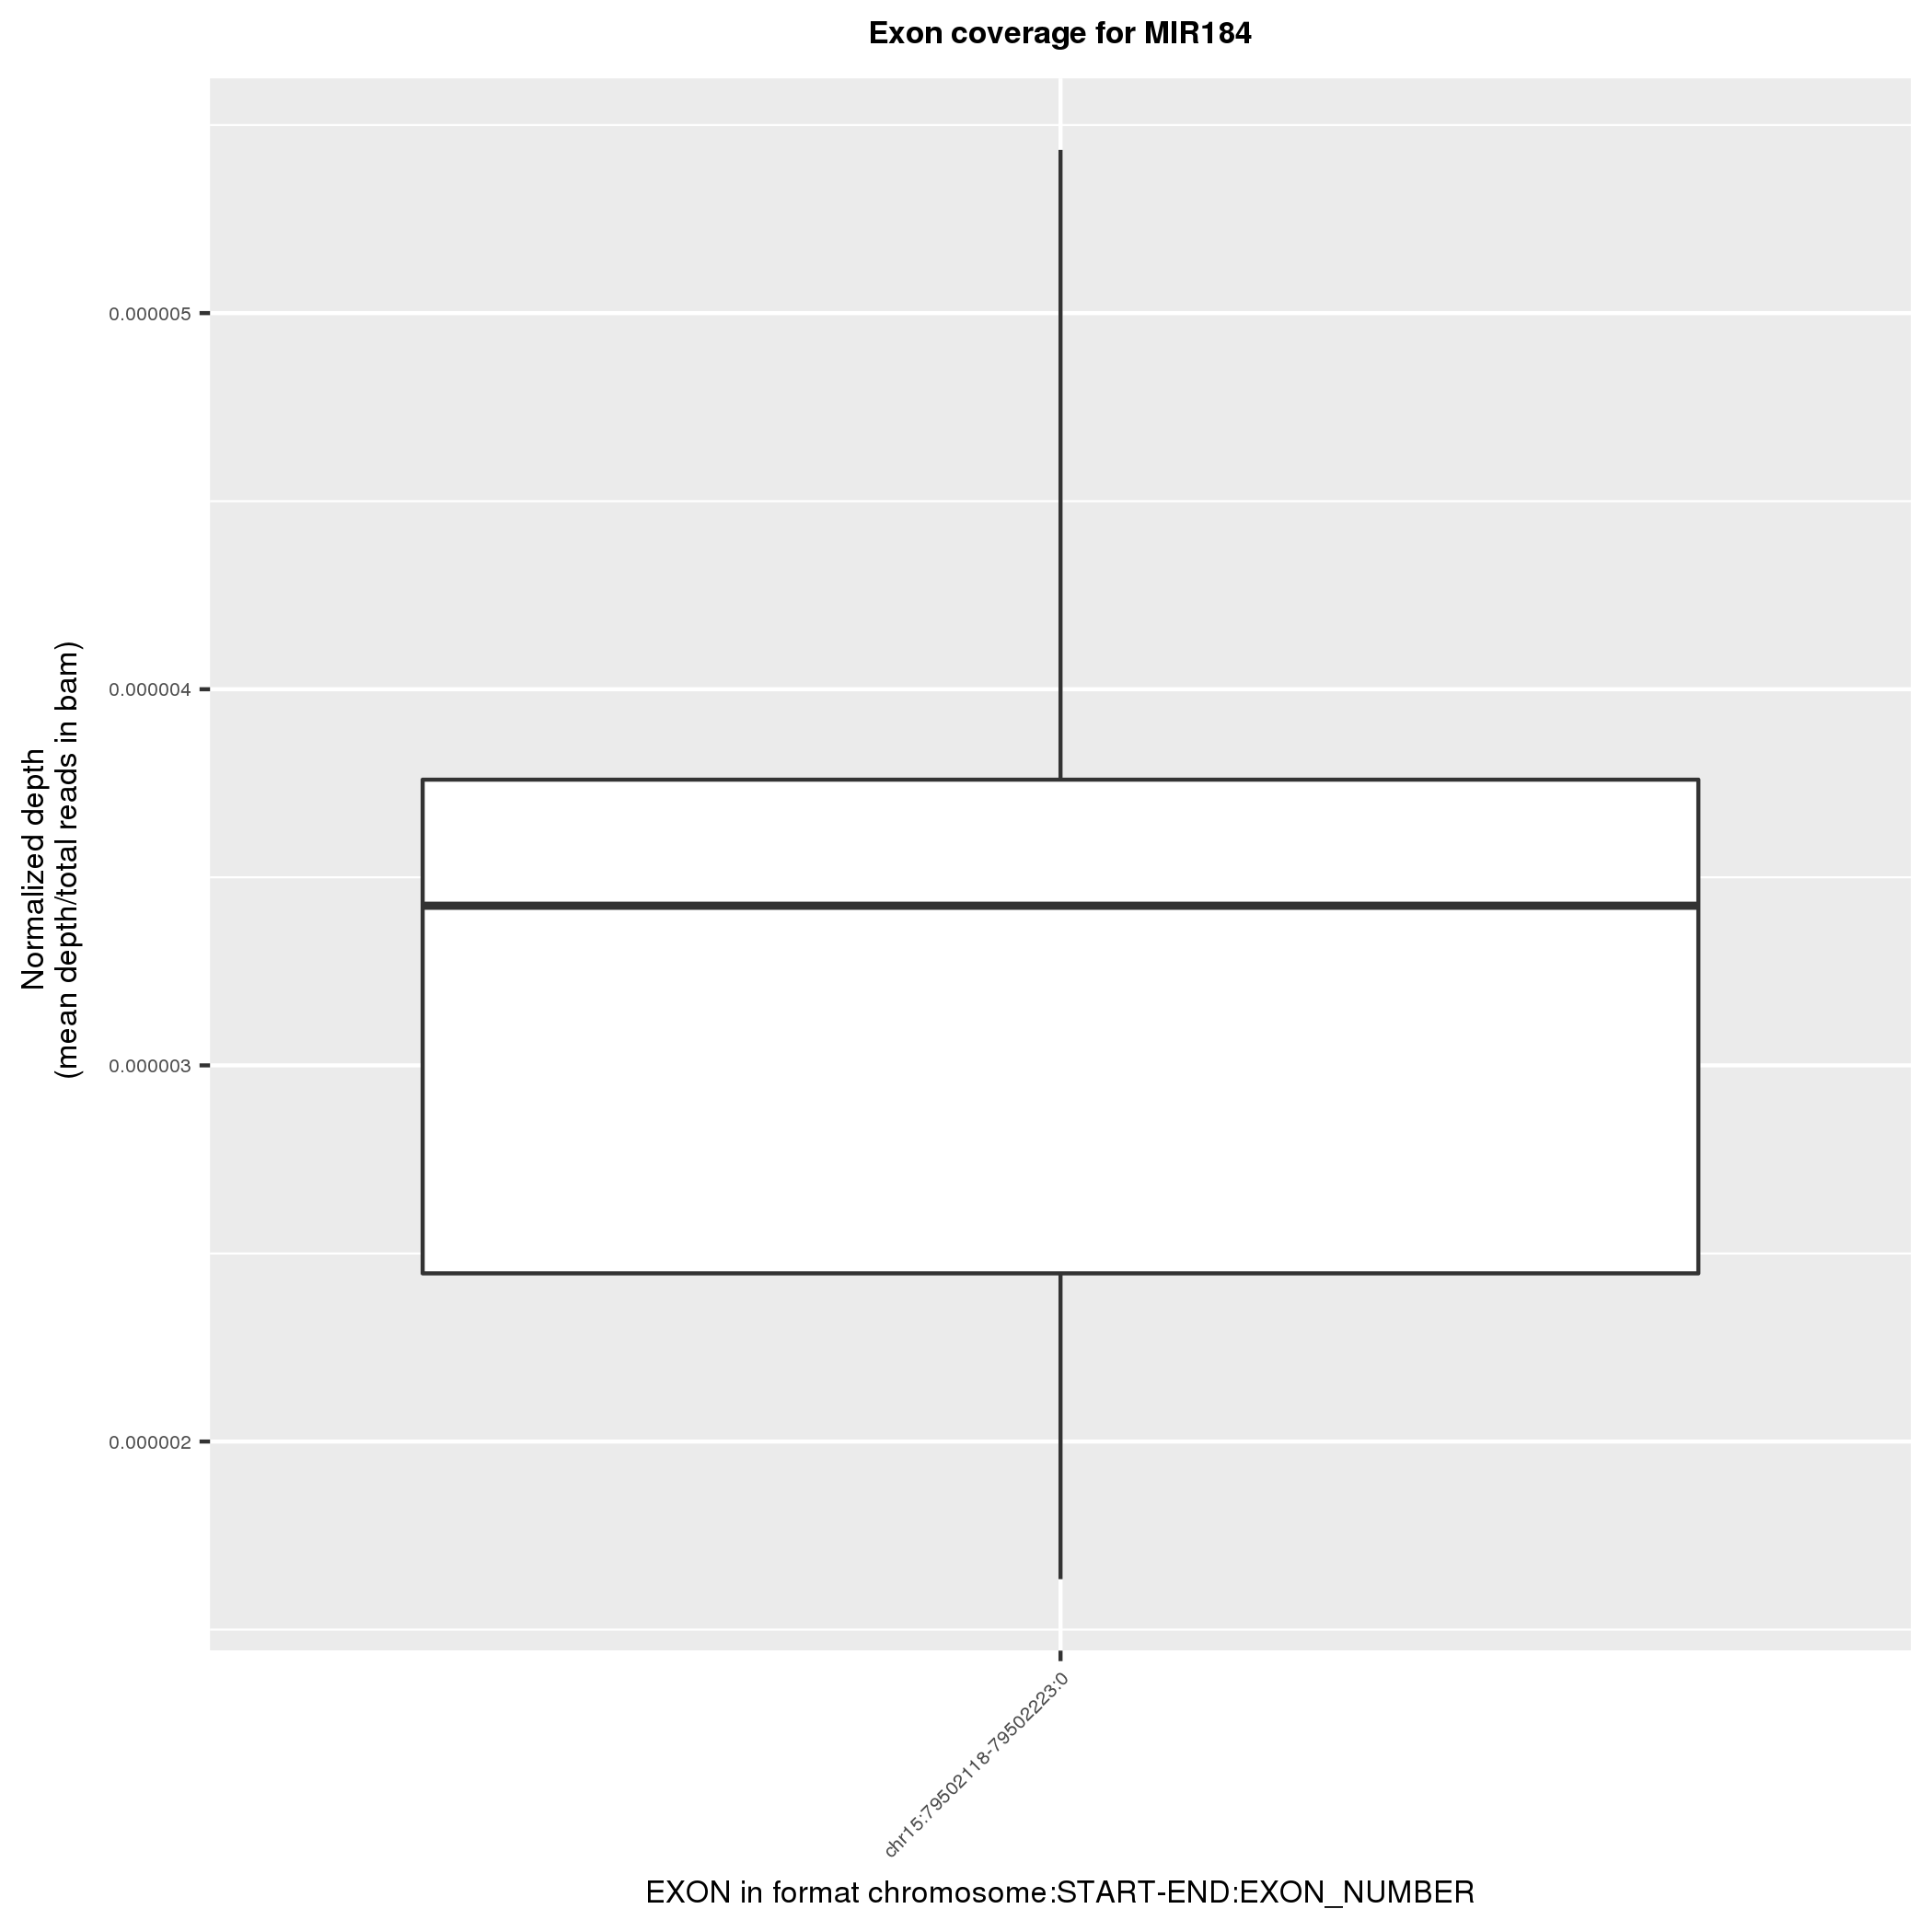 Exon coverage for MIR184
Normalized depth
(mean depth/total reads in bam)
0.000005
0.000004
0.000003
0.000002
chr15:79502118-79502223:0
EXON in format chromosome:START-END:EXON_NUMBER